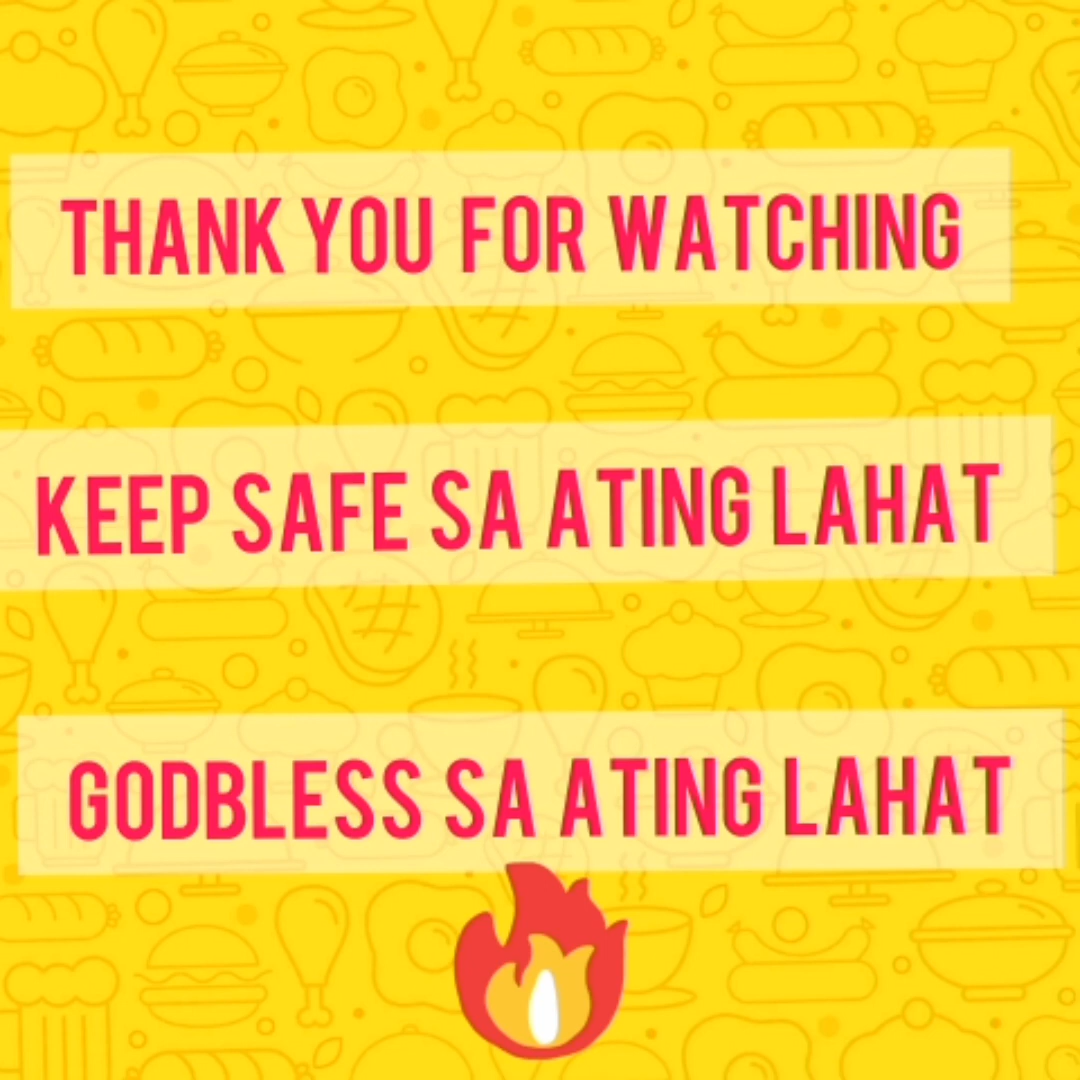 THANK YOU FOR WATCHING
KEEP SAFE SA ATING LAHAT
GODBLESS SA ATING LAHAT